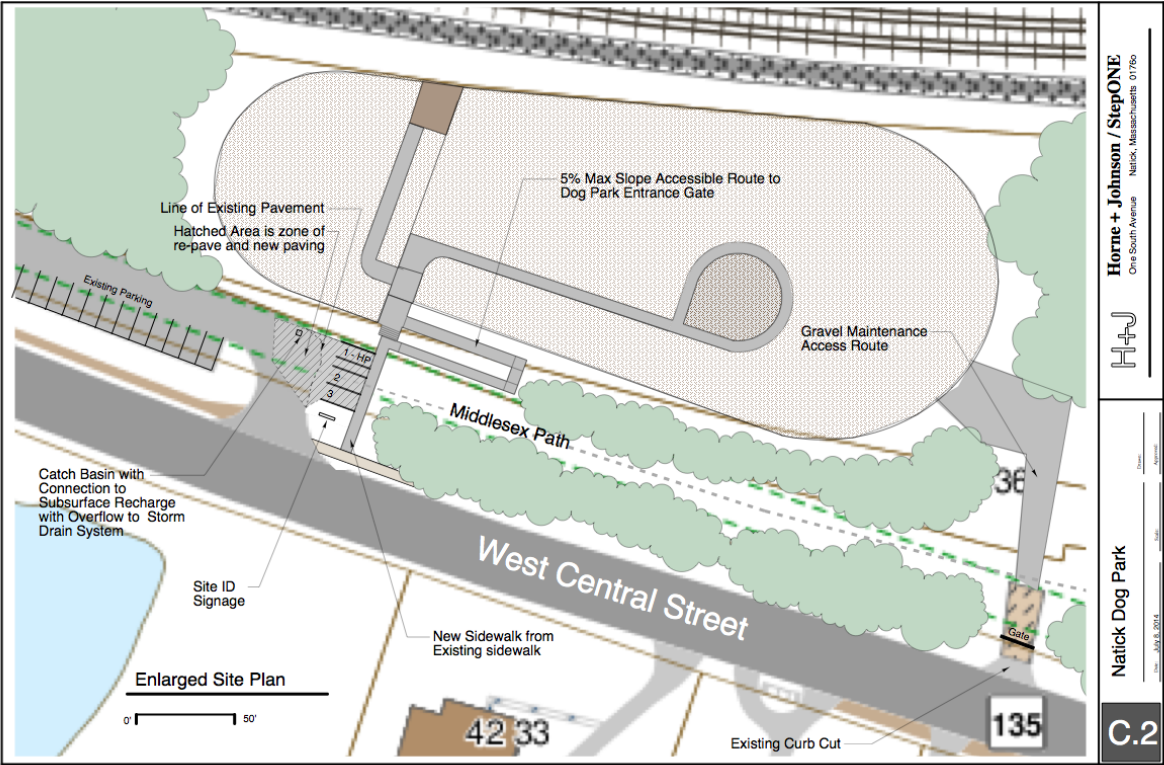 5% Max Slope Accessible Route to
Dog Park Entrance Gate
Line of Existing Pavement
Hatched Area is zone of
re-pave and new paving
Existing Parking
1 - HP
2
3
Gravel Maintenance
Access Route
Middlesex Path
36
Catch Basin with
Connection to
Subsurface Recharge
with Overflow to Storm
Drain System
Site ID
Signage
West Central Street
New Sidewalk from
Existing sidewalk
Gate
Enlarged Site Plan
0'
50'
42
33
135
Existing Curb Cut
Horne + Johnson / StepONE
One South Avenue Natick, Massachusetts 01760
H+J
Natick Dog Park
Drawn:
Approved:
Scale:
Date: July 8, 2014
C.2